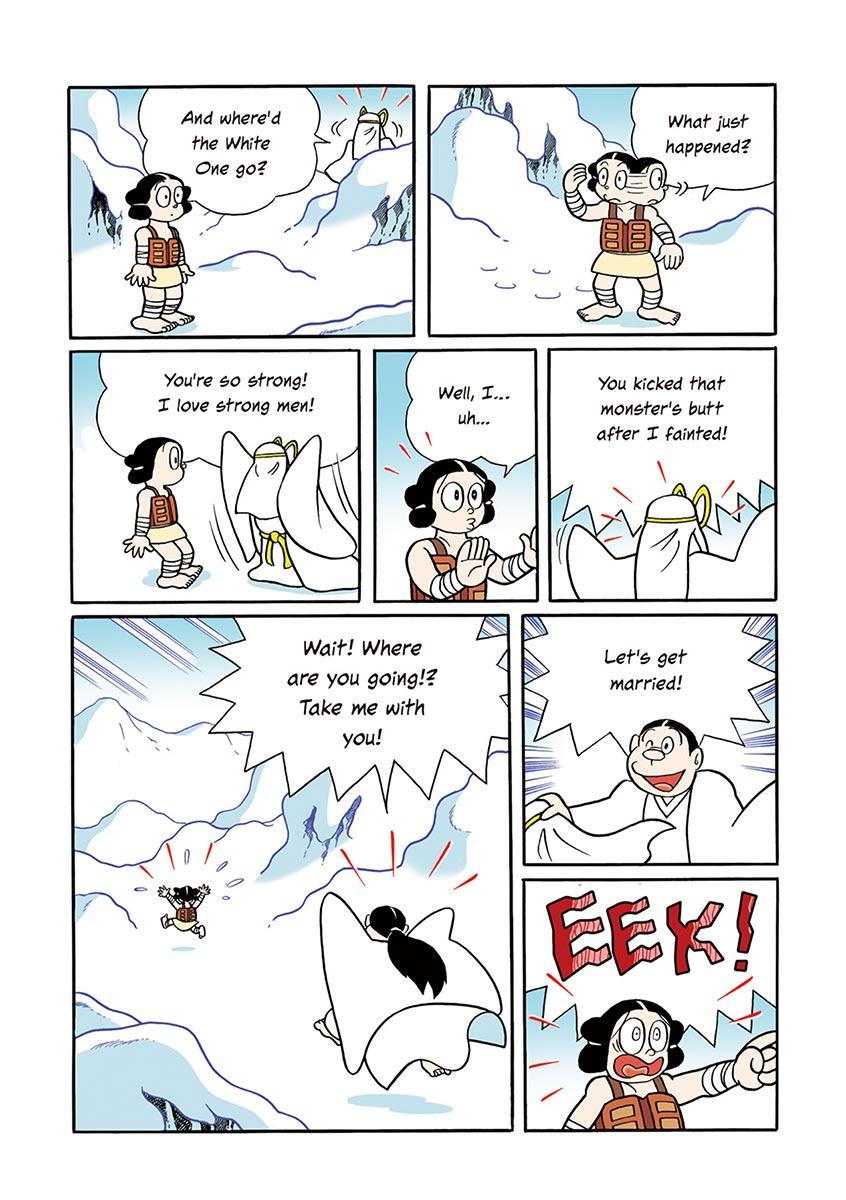 What just
happened?
And where'd
the White
One go?
You kicked that
monster's butt
after I fainted!
Well, I...
uh...
You're so strong!
I love strong men!
Let's get
married!
EEK!
Wait! Where
are you going!?
Take me with
you!